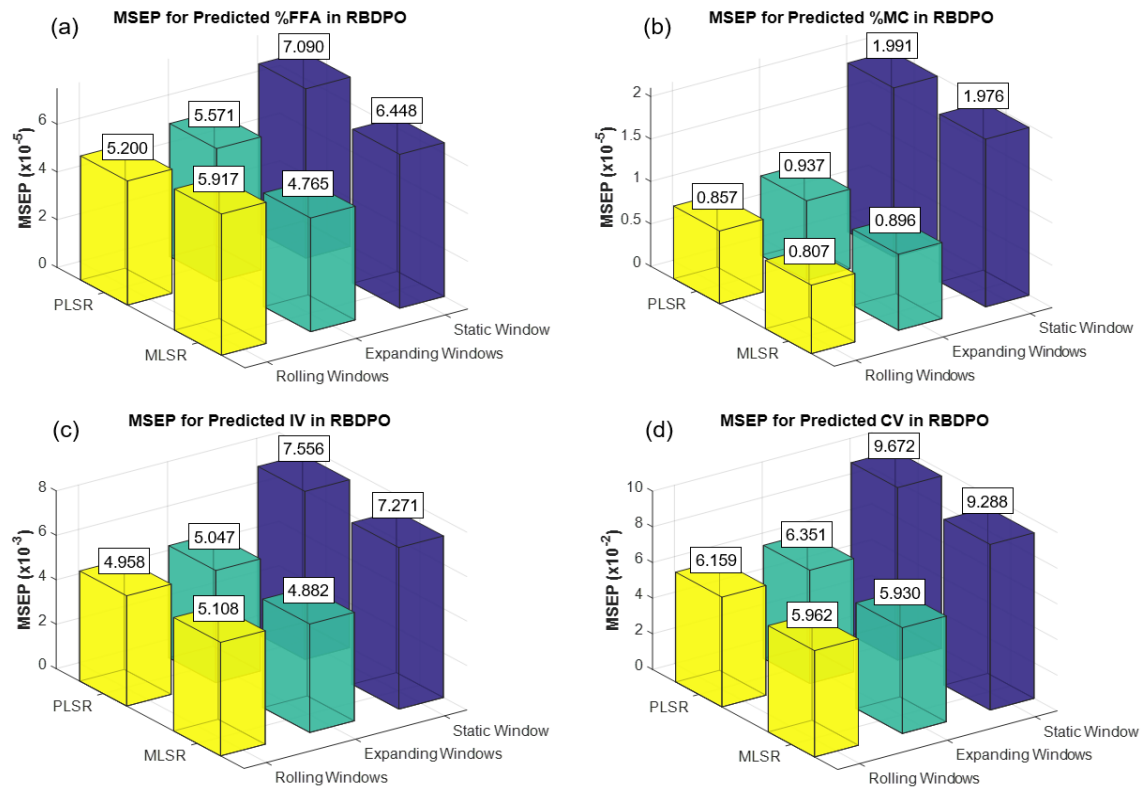 (a)
MSEP for Predicted %FFA in RBDPO
7.090
6.448
5.571
5.200
5.917
4.765
MSEP (x10-5)
6
4
2
0
PLSR
MLSR
Static Window
Expanding Windows
Rolling Windows
(b)
MSEP for Predicted %MC in RBDPO
1.991
1.976
0.937
0.857
0.896
0.807
MSEP (x10-5)
2
1.5
1
0.5
0
PLSR
MLSR
Static Window
Expanding Windows
Rolling Windows
(c)
MSEP for Predicted IV in RBDPO
7.556
7.271
5.047
4.958
4.882
5.108
MSEP (x10-3)
8
6
4
2
0
PLSR
MLSR
Static Window
Expanding Windows
Rolling Windows
(d)
MSEP for Predicted CV in RBDPO
9.672
9.288
6.351
6.159
5.930
5.962
MSEP (x10-2)
10
8
6
4
2
0
PLSR
MLSR
Static Window
Expanding Windows
Rolling Windows